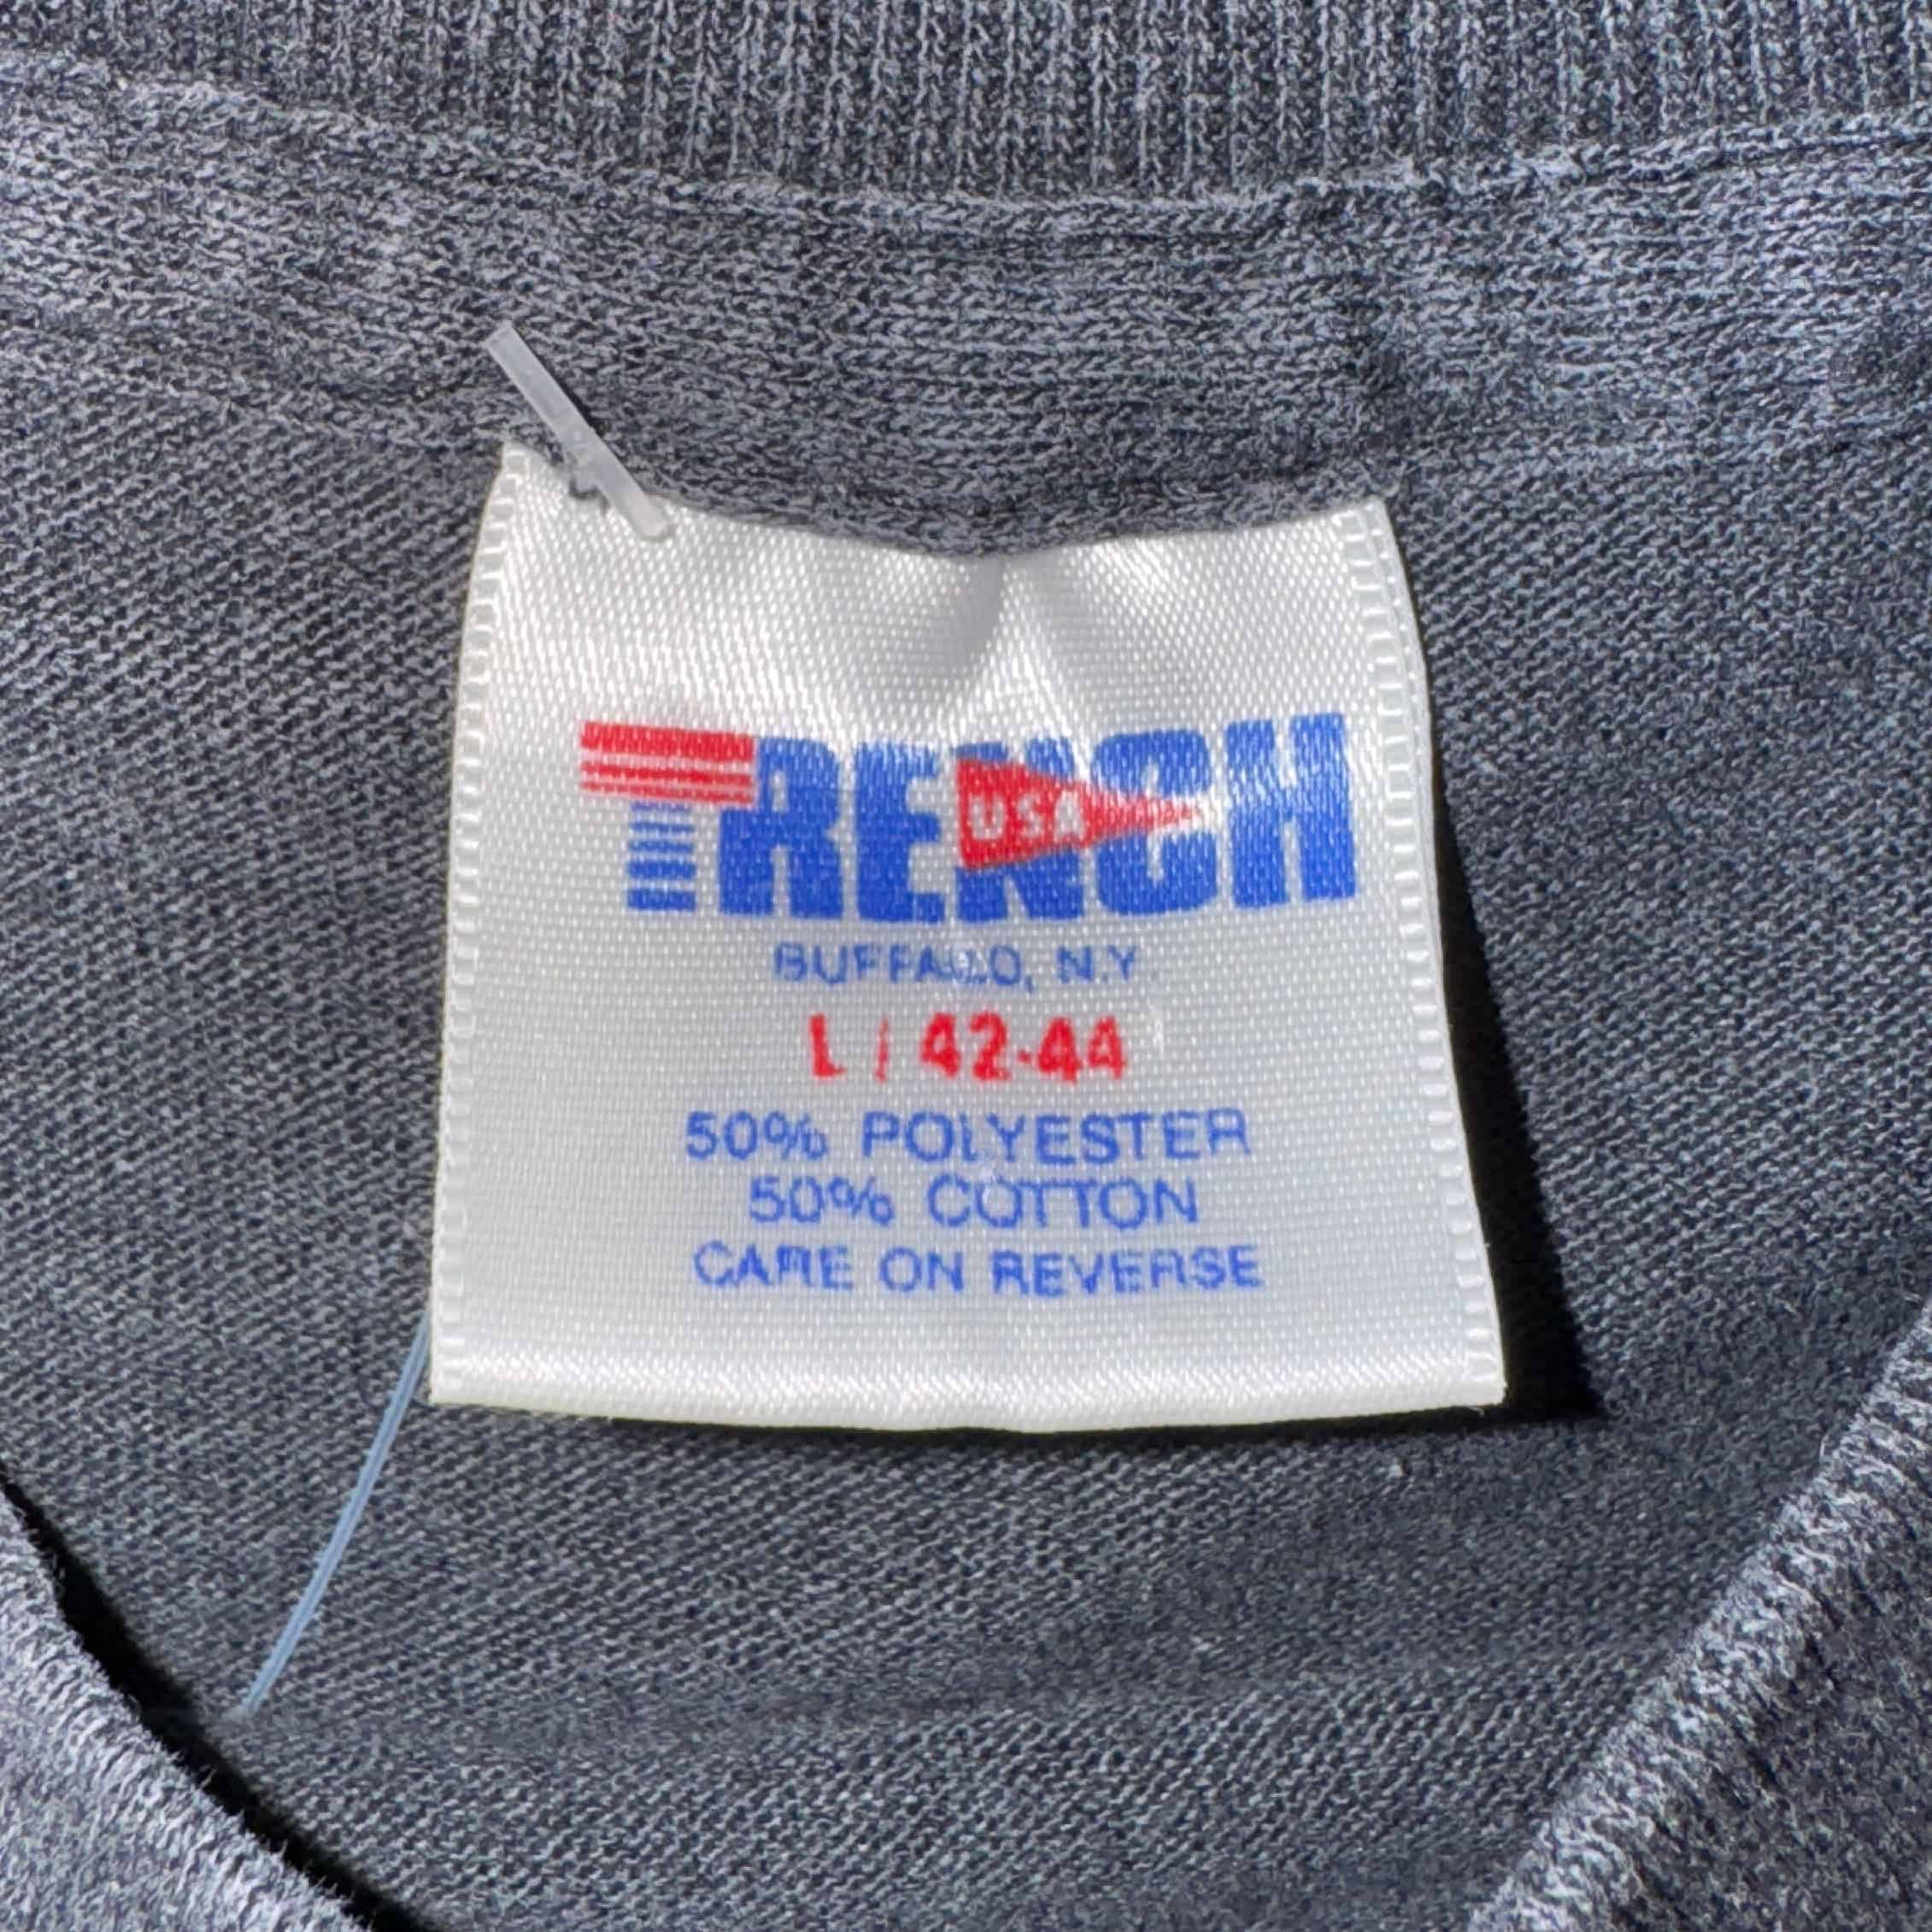 TRENCH
USA
BUFFALO, N.Y.
L / 42-44
50% POLYESTER
50% COTTON
CARE ON REVERSE